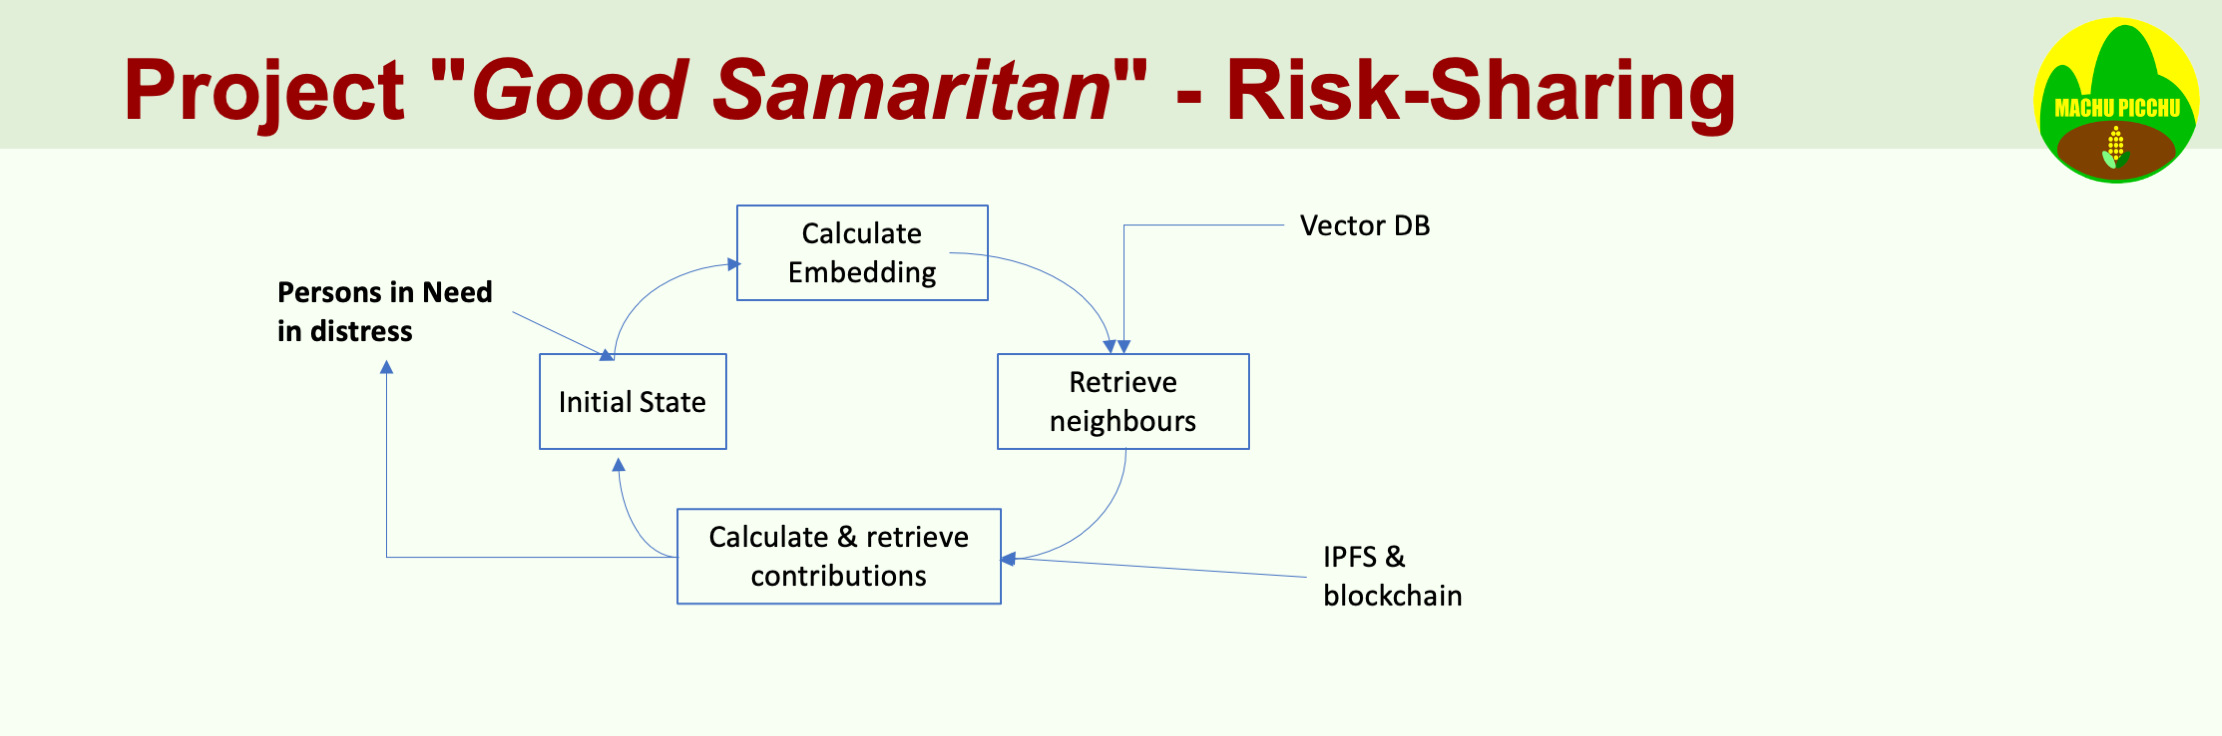 Project "Good Samaritan" - Risk-Sharing
MACHU PICCHU
Calculate
Embedding
Vector DB
Persons in Need
in distress
Initial State
Retrieve
neighbours
Calculate & retrieve
contributions
IPFS &
blockchain